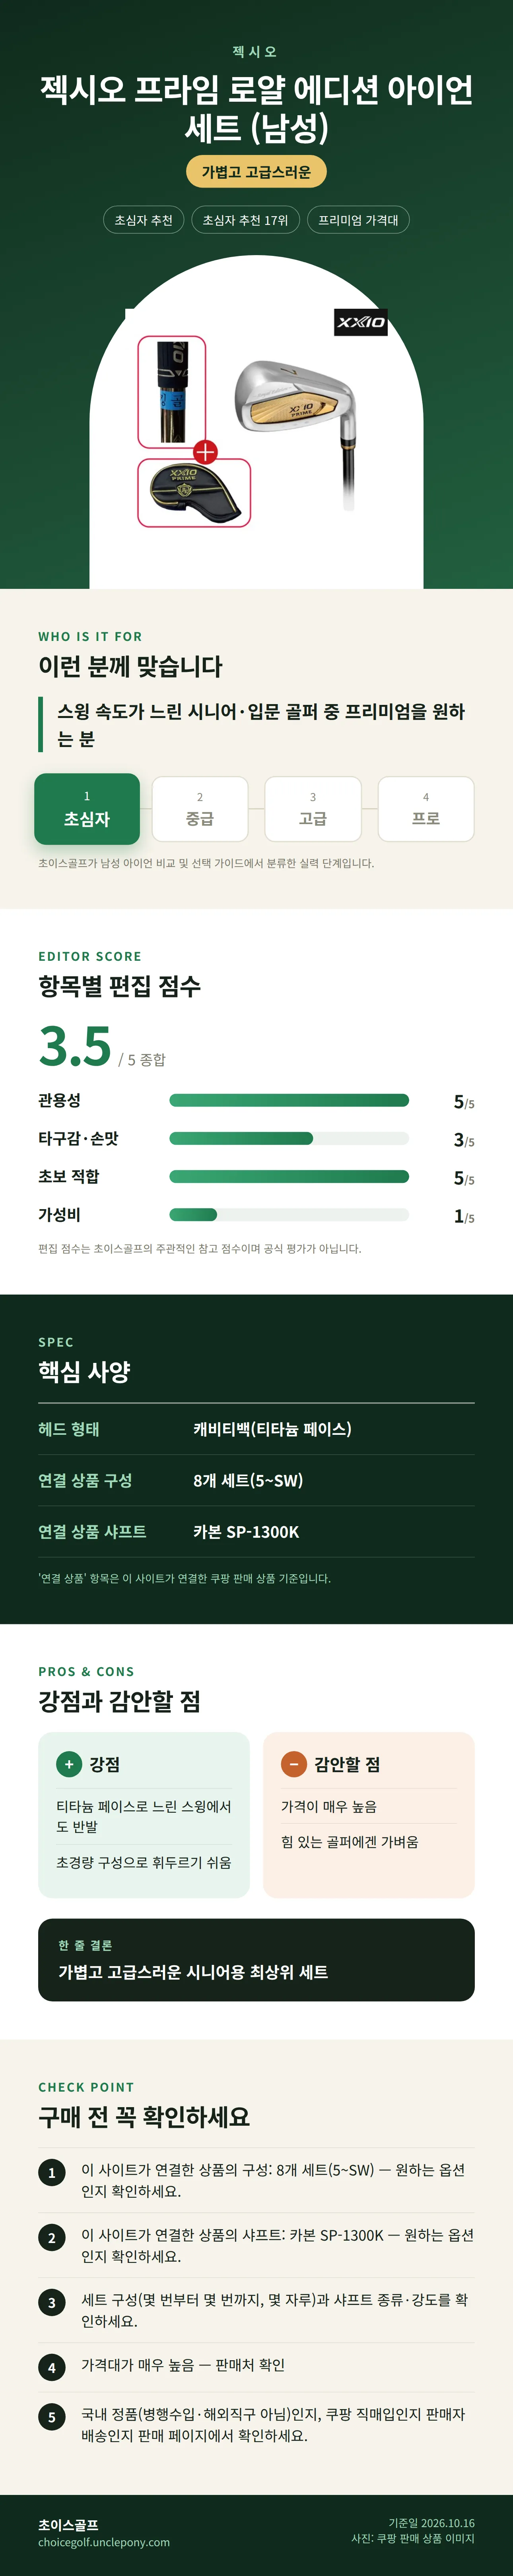 젝시오
젝시오 프라임 로얄 에디션 아이언
세트 (남성)
가볍고 고급스러운
초심자 추천
초심자 추천 17위
프리미엄 가격대
XXIO
XXIO
PRIME
7
XXIO
PRIME
WHO IS IT FOR
이런 분께 맞습니다
스윙 속도가 느린 시니어·입문 골퍼 중 프리미엄을 원하
는 분
1
초심자
2
중급
3
고급
4
프로
초이스골프가 남성 아이언 비교 및 선택 가이드에서 분류한 실력 단계입니다.
EDITOR SCORE
항목별 편집 점수
3.5 / 5 종합
관용성 5/5
타구감·손맛 3/5
초보 적합 5/5
가성비 1/5
편집 점수는 초이스골프의 주관적인 참고 점수이며 공식 평가가 아닙니다.
SPEC
핵심 사양
헤드 형태 캐비티백(티타늄 페이스)
연결 상품 구성 8개 세트(5~SW)
연결 상품 샤프트 카본 SP-1300K
'연결 상품' 항목은 이 사이트가 연결한 쿠팡 판매 상품 기준입니다.
PROS & CONS
강점과 감안할 점
+ 강점
티타늄 페이스로 느린 스윙에서
도 반발
초경량 구성으로 휘두르기 쉬움
− 감안할 점
가격이 매우 높음
힘 있는 골퍼에겐 가벼움
한 줄 결론
가볍고 고급스러운 시니어용 최상위 세트
CHECK POINT
구매 전 꼭 확인하세요
1 이 사이트가 연결한 상품의 구성: 8개 세트(5~SW) — 원하는 옵션
인지 확인하세요.
2 이 사이트가 연결한 상품의 샤프트: 카본 SP-1300K — 원하는 옵션
인지 확인하세요.
3 세트 구성(몇 번부터 몇 번까지, 몇 자루)과 샤프트 종류·강도를 확
인하세요.
4 가격대가 매우 높음 — 판매처 확인
5 국내 정품(병행수입·해외직구 아님)인지, 쿠팡 직매입인지 판매자
배송인지 판매 페이지에서 확인하세요.
초이스골프
choicegolf.unclepony.com
기준일 2026.10.16
사진: 쿠팡 판매 상품 이미지